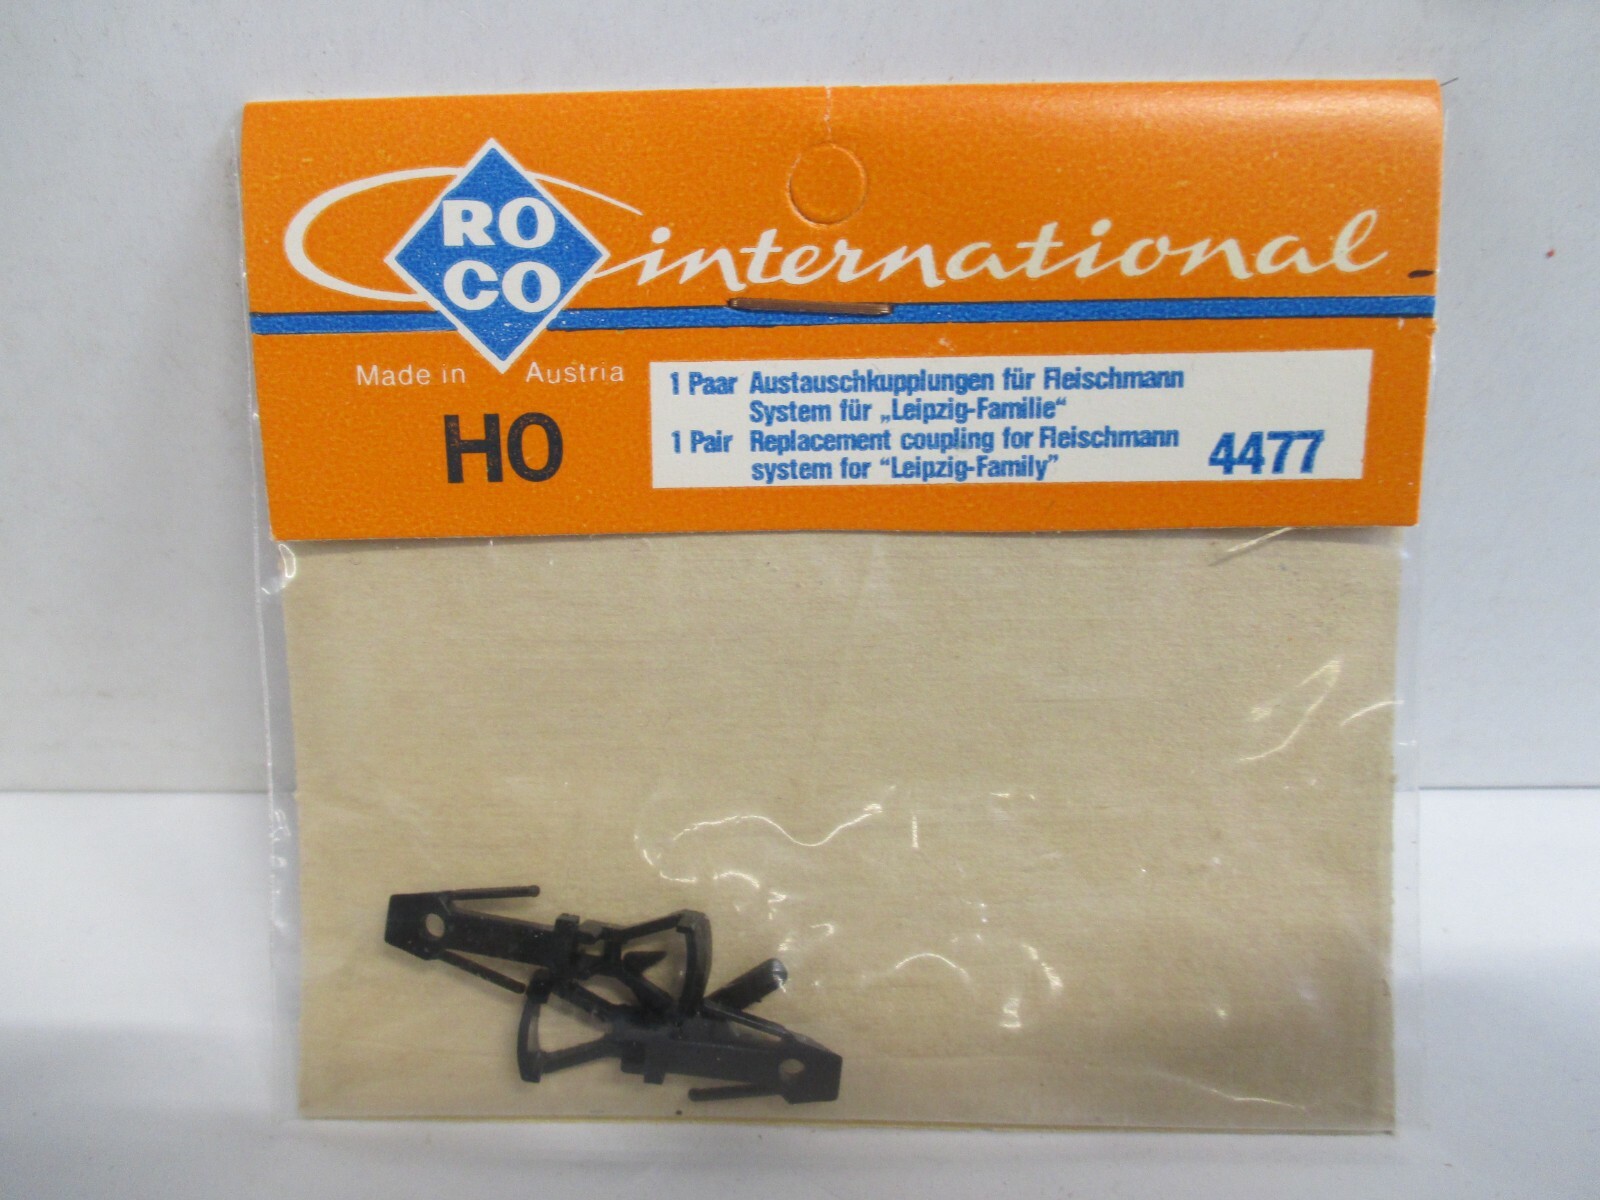 RO
CO
international
Made in Austria
HO
1 Paar Austauschkupplungen für Fleischmann
System für „Leipzig-Familie“
1 Pair Replacement coupling for Fleischmann
system for “Leipzig-Family”
4477